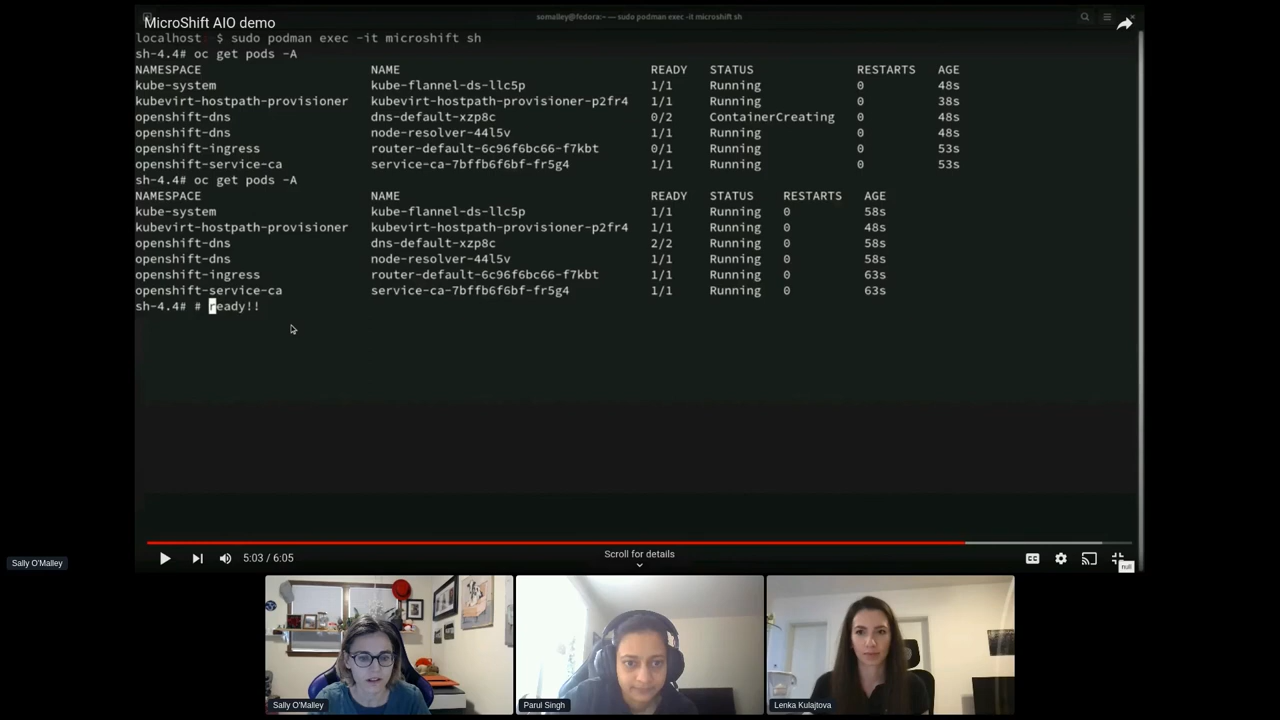 MicroShift AIO demo
somalley@fedora:~ — sudo podman exec -it microshift sh
localhost:~$ sudo podman exec -it microshift sh
sh-4.4# oc get pods -A
NAMESPACE NAME READY STATUS RESTARTS AGE
kube-system kube-flannel-ds-llc5p 1/1 Running 0 48s
kubevirt-hostpath-provisioner kubevirt-hostpath-provisioner-p2fr4 1/1 Running 0 38s
openshift-dns dns-default-xzp8c 0/2 ContainerCreating 0 48s
openshift-dns node-resolver-44l5v 1/1 Running 0 48s
openshift-ingress router-default-6c96f6bc66-f7kbt 0/1 Running 0 53s
openshift-service-ca service-ca-7bffb6f6bf-fr5g4 1/1 Running 0 53s
sh-4.4# oc get pods -A
NAMESPACE NAME READY STATUS RESTARTS AGE
kube-system kube-flannel-ds-llc5p 1/1 Running 0 58s
kubevirt-hostpath-provisioner kubevirt-hostpath-provisioner-p2fr4 1/1 Running 0 48s
openshift-dns dns-default-xzp8c 2/2 Running 0 58s
openshift-dns node-resolver-44l5v 1/1 Running 0 58s
openshift-ingress router-default-6c96f6bc66-f7kbt 1/1 Running 0 63s
openshift-service-ca service-ca-7bffb6f6bf-fr5g4 1/1 Running 0 63s
sh-4.4# # ready!!
5:03 / 6:05
Scroll for details
CC
null
Sally O'Malley
Sally O'Malley
Parul Singh
Lenka Kulajtova